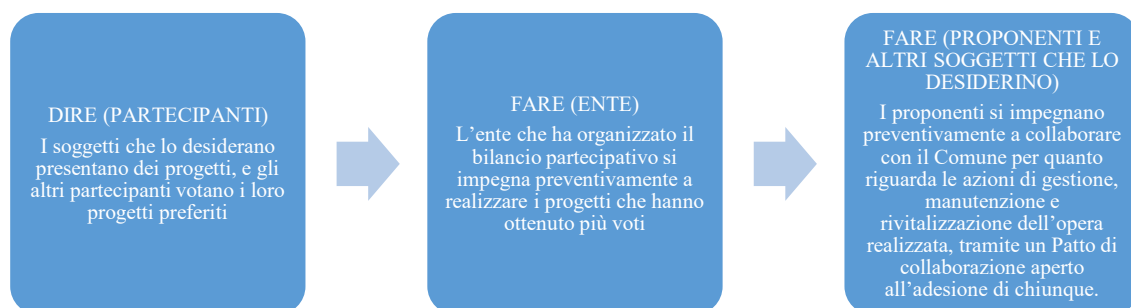 DIRE (PARTECIPANTI)
I soggetti che lo desiderano
presentano dei progetti, e gli
altri partecipanti votano i loro
progetti preferiti
FARE (ENTE)
L’ente che ha organizzato il
bilancio partecipativo si
impegna preventivamente a
realizzare i progetti che hanno
ottenuto più voti
FARE (PROPONENTI E
ALTRI SOGGETTI CHE LO
DESIDERINO)
I proponenti si impegnano
preventivamente a collaborare
con il Comune per quanto
riguarda le azioni di gestione,
manutenzione e
rivitalizzazione dell’opera
realizzata, tramite un Patto di
collaborazione aperto
all’adesione di chiunque.